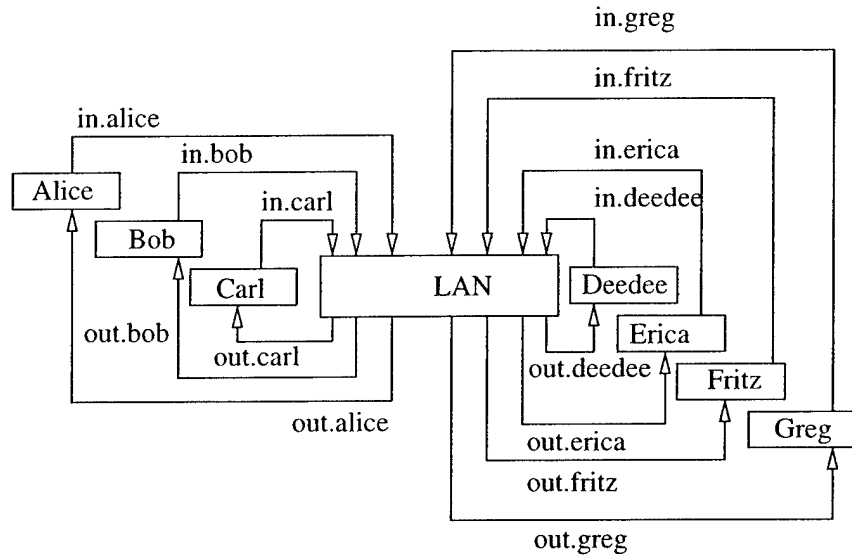 in.greg
in.fritz
in.alice
in.bob
in.erica
in.carl
in.deedee
Alice
Bob
Carl
LAN
Deedee
out.bob
out.carl
Erica
out.deedee
Fritz
out.alice
Greg
out.erica
out.fritz
out.greg